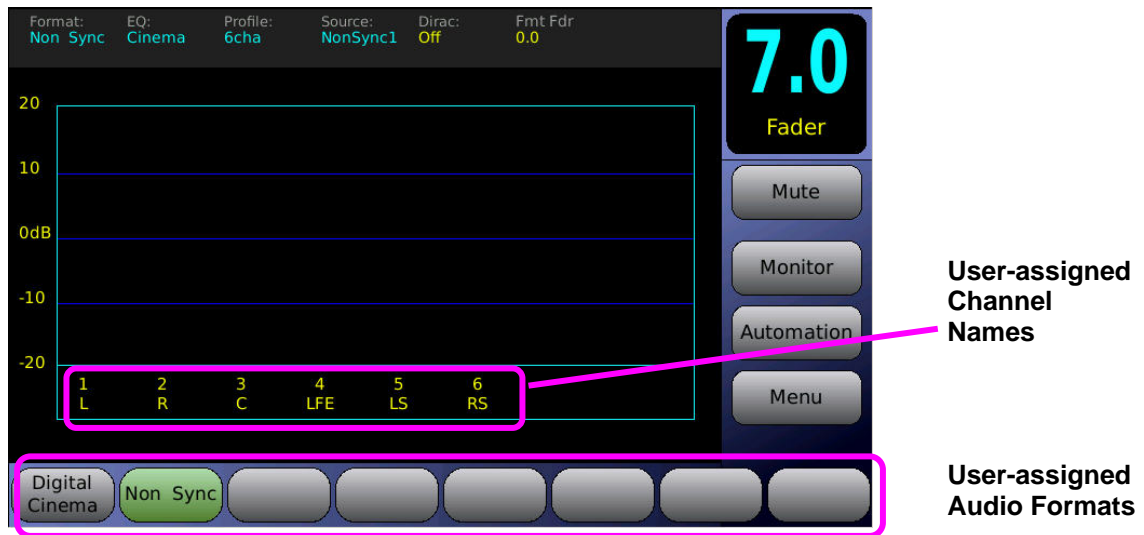 Format: EQ: Profile: Source: Dirac: Fmt Fdr
Non Sync Cinema 6cha NonSync1 Off 0.0
7.0
Fader
20
10
0dB
-10
-20
1 2 3 4 5 6
L R C LFE LS RS
Mute
Monitor
Automation
Menu
User-assigned
Channel
Names
Digital
Cinema
Non Sync
User-assigned
Audio Formats